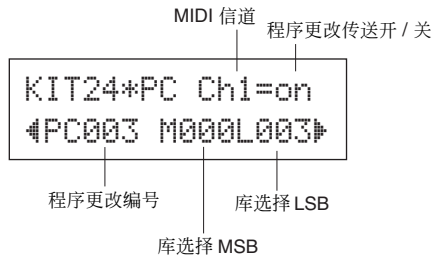 MIDI 信道
程序更改传送开 / 关
KIT24*PC Ch1=on
◀PC003 M000L003▶
程序更改编号
库选择 LSB
库选择 MSB